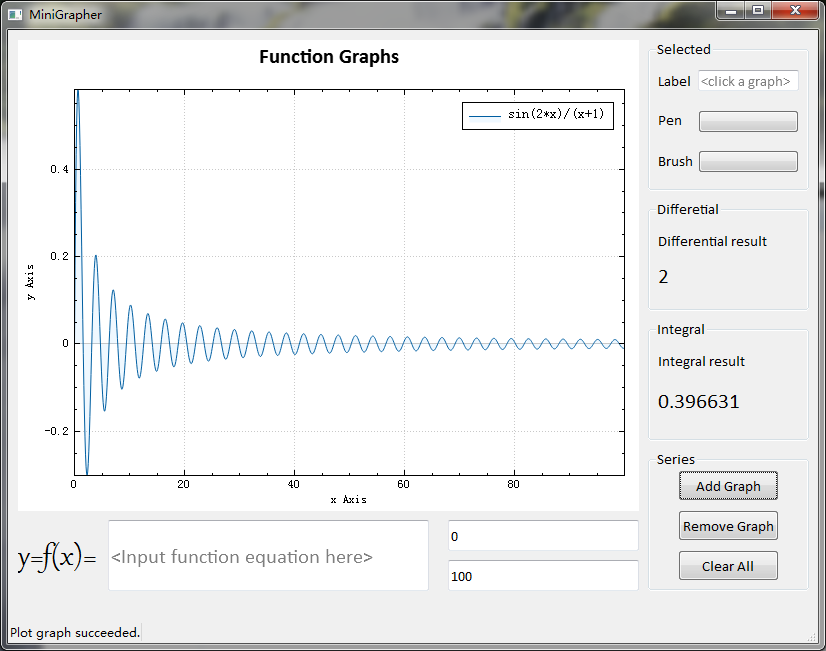 MiniGrapher
Function Graphs
sin(2*x)/(x+1)
0.4
0.2
0
-0.2
y Axis
0 20 40 60 80
x Axis
Selected
Label <click a graph>
Pen
Brush
Differetial
Differential result
2
Integral
Integral result
0.396631
Series
Add Graph
Remove Graph
Clear All
y=f(x)= <Input function equation here>
0
100
Plot graph succeeded.